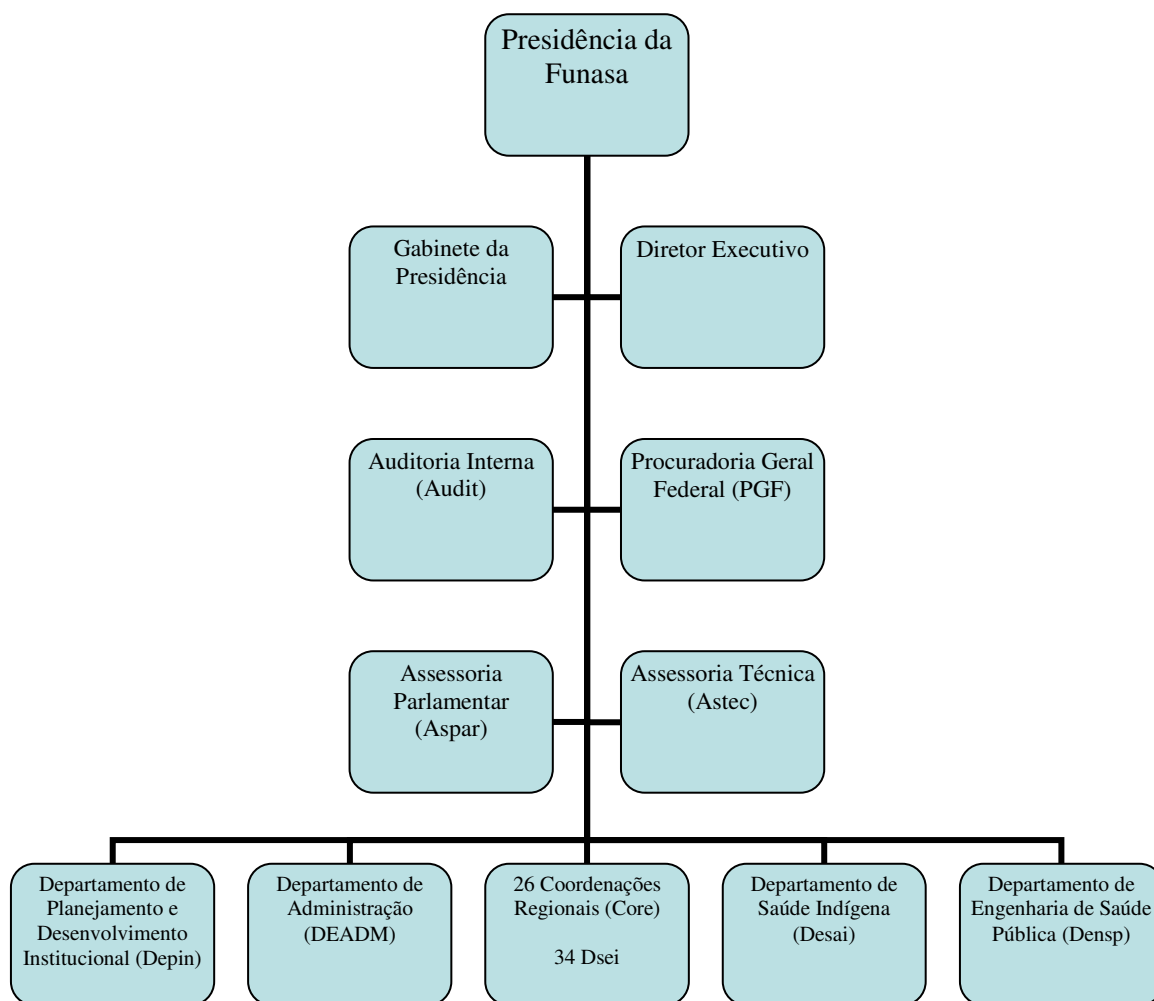 Presidência da
Funasa
Gabinete da
Presidência
Diretor Executivo
Auditoria Interna
(Audit)
Procuradoria Geral
Federal (PGF)
Assessoria
Parlamentar
(Aspar)
Assessoria Técnica
(Astec)
Departamento de
Planejamento e
Desenvolvimento
Institucional (Depin)
Departamento de
Administração
(DEADM)
26 Coordenações
Regionais (Core)
34 Dsei
Departamento de
Saúde Indígena
(Desai)
Departamento de
Engenharia de Saúde
Pública (Densp)